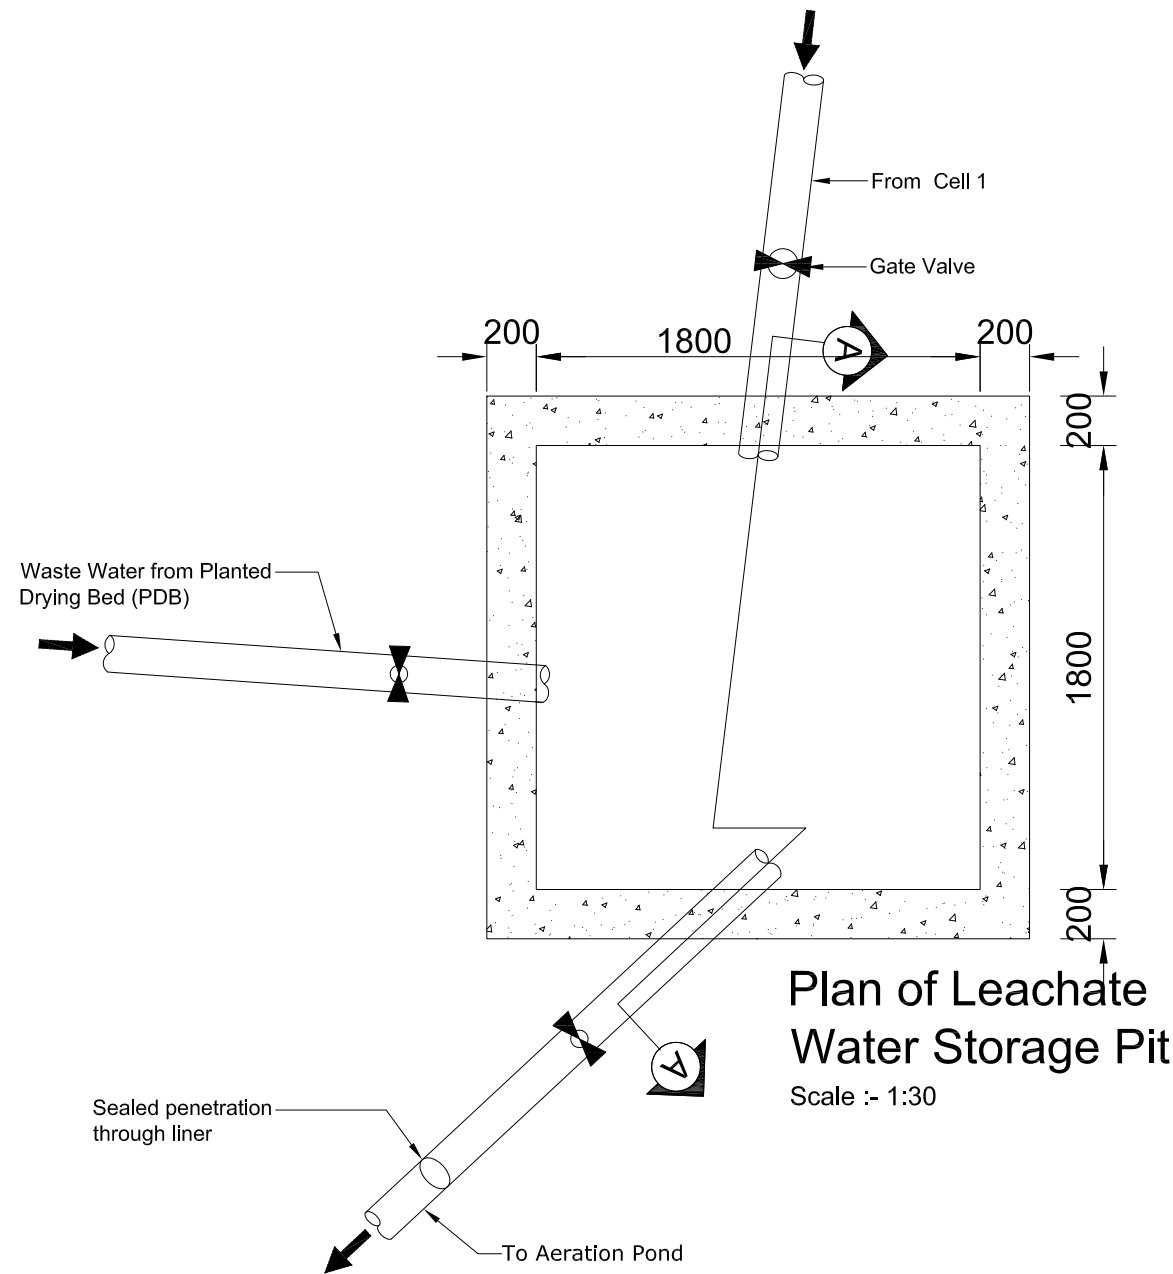 From  Cell 1
Gate Valve
200
1800
200
A
200
Waste Water from Planted
Drying Bed (PDB)
1800
200
Plan of Leachate
Water Storage Pit
Scale :- 1:30
A
Sealed penetration
through liner
To Aeration Pond